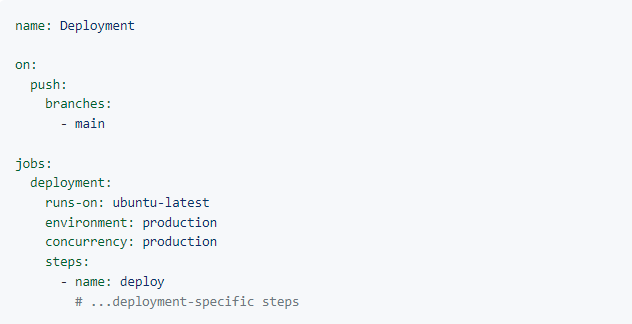 name: Deployment
on:
push:
branches:
- main
jobs:
deployment:
runs-on: ubuntu-latest
environment: production
concurrency: production
steps:
- name: deploy
# ...deployment-specific steps